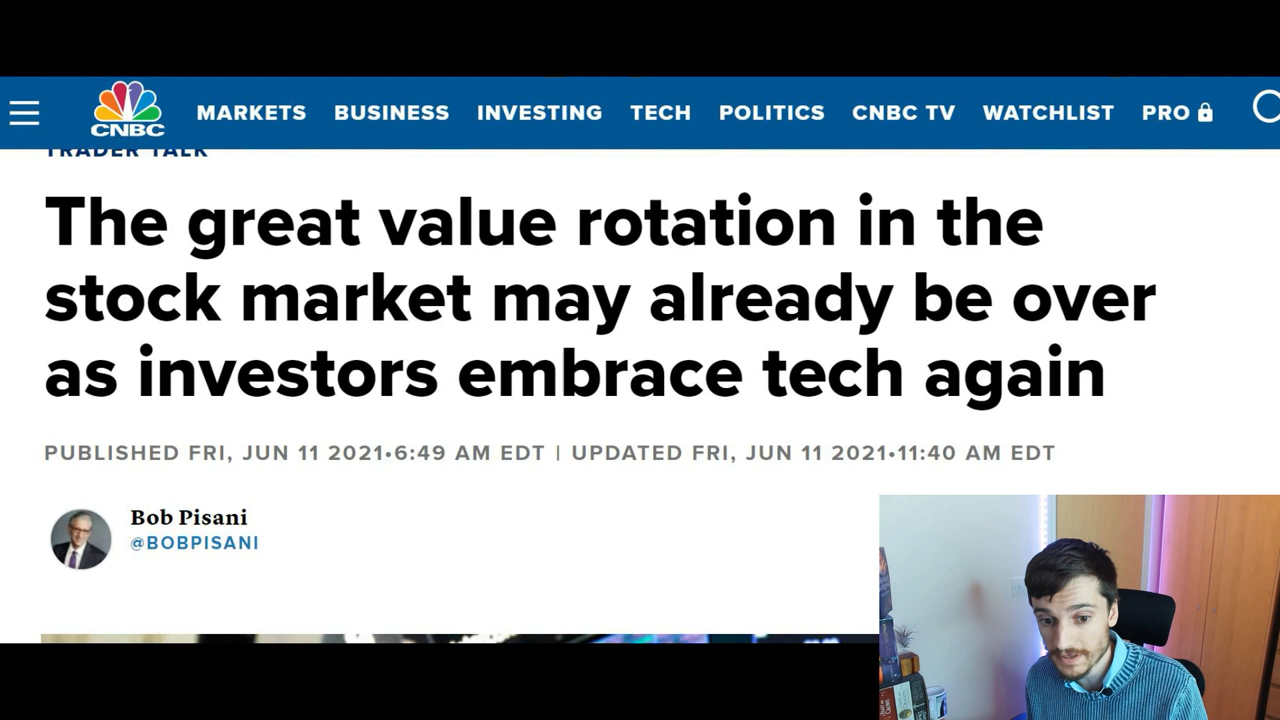 CNBC
MARKETS BUSINESS INVESTING TECH POLITICS CNBC TV WATCHLIST PRO
TRADER TALK
The great value rotation in the
stock market may already be over
as investors embrace tech again
PUBLISHED FRI, JUN 11 2021•6:49 AM EDT | UPDATED FRI, JUN 11 2021•11:40 AM EDT
Bob Pisani
@BOBPISANI